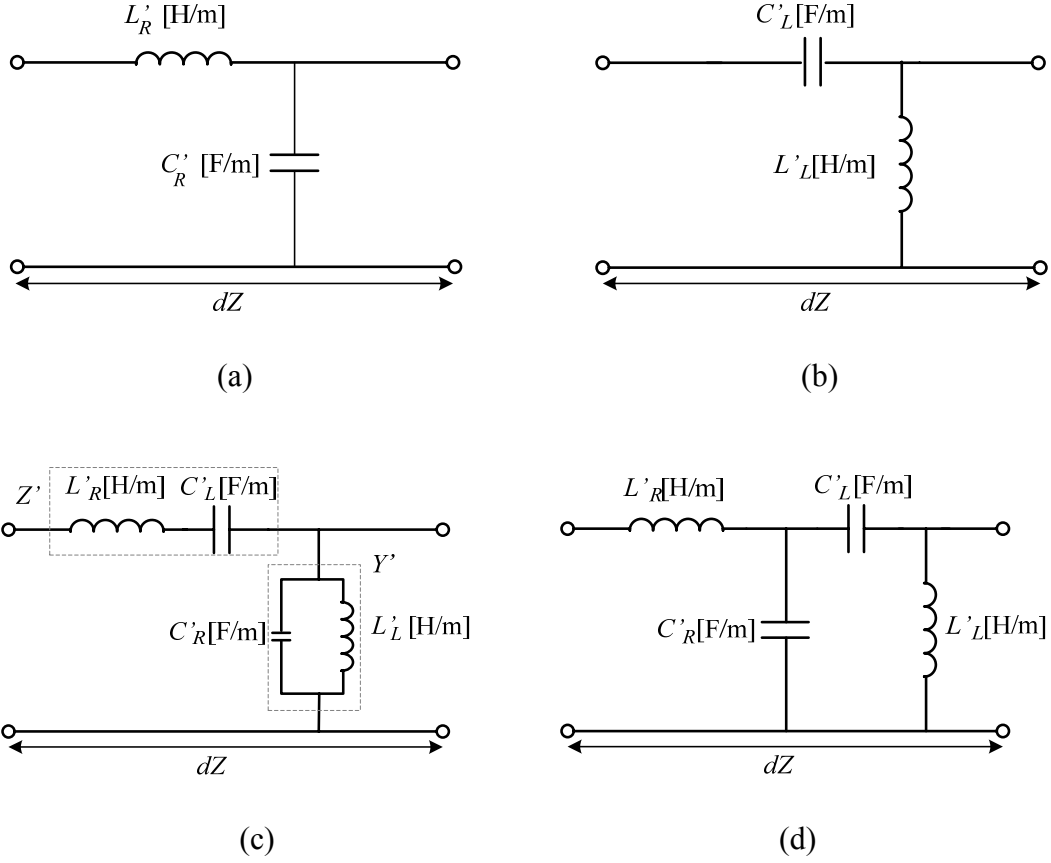 L'R [H/m]
C'R [F/m]
dZ
(a)
C'L[F/m]
L'L[H/m]
dZ
(b)
Z'
L'R[H/m] C'L[F/m]
Y'
C'R[F/m]
L'L [H/m]
dZ
(c)
L'R[H/m]
C'L[F/m]
C'R[F/m]
L'L[H/m]
dZ
(d)